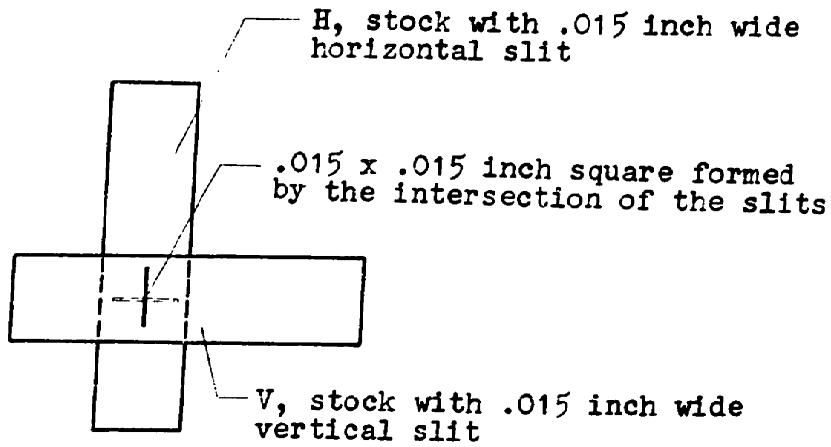 H, stock with .015 inch wide
horizontal slit
.015 x .015 inch square formed
by the intersection of the slits
V, stock with .015 inch wide
vertical slit